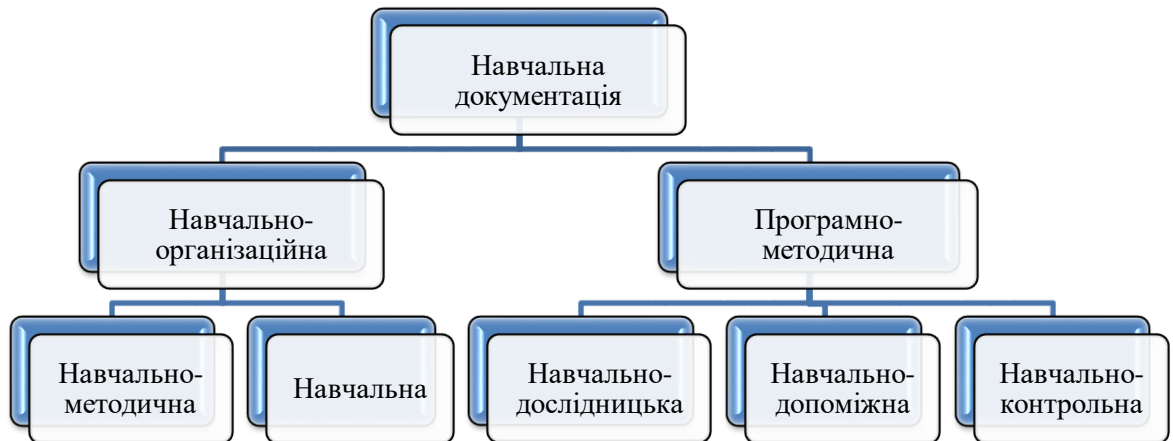 Навчальна
документація
Навчально-
організаційна
Програмно-
методична
Навчально-
методична
Навчальна
Навчально-
дослідницька
Навчально-
допоміжна
Навчально-
контрольна